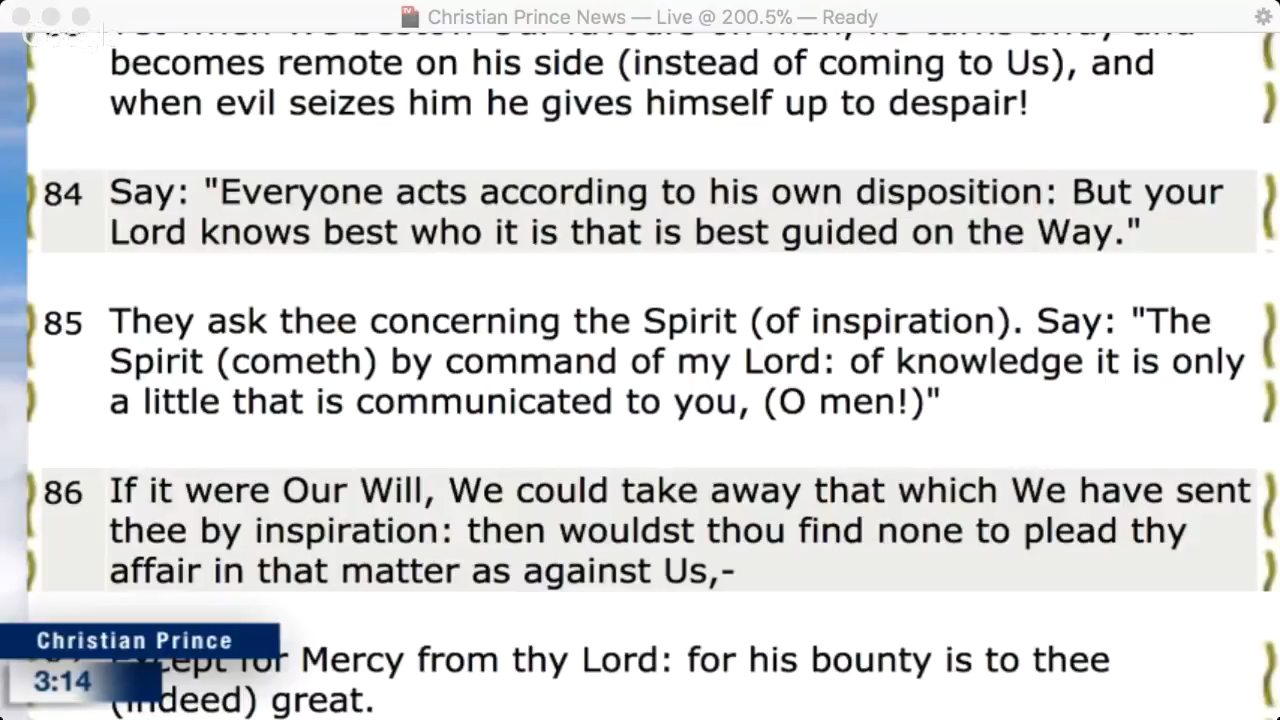 Christian Prince News — Live @ 200.5% — Ready
becomes remote on his side (instead of coming to Us), and
when evil seizes him he gives himself up to despair!
84 Say: "Everyone acts according to his own disposition: But your
Lord knows best who it is that is best guided on the Way."
85 They ask thee concerning the Spirit (of inspiration). Say: "The
Spirit (cometh) by command of my Lord: of knowledge it is only
a little that is communicated to you, (O men!)"
86 If it were Our Will, We could take away that which We have sent
thee by inspiration: then wouldst thou find none to plead thy
affair in that matter as against Us,-
Christian Prince
Except for Mercy from thy Lord: for his bounty is to thee
3:14
(indeed) great.